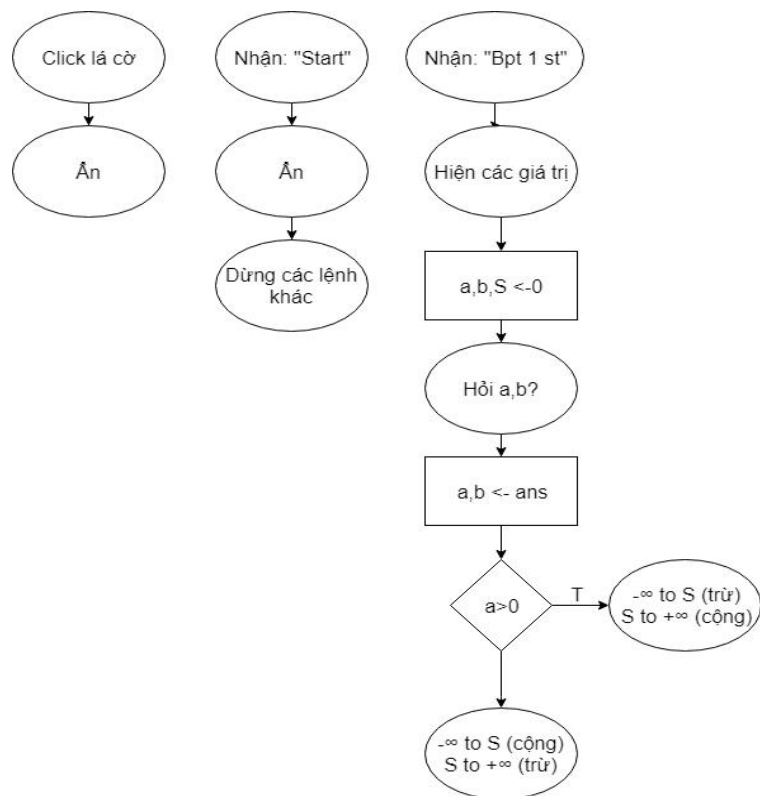 Click lá cờ
Ẩn
Nhận: "Start"
Ẩn
Dừng các lệnh
khác
Nhận: "Bpt 1 st"
Hiện các giá trị
a,b,S <-0
Hỏi a,b?
a,b <- ans
a>0
T
-∞ to S (trừ)
S to +∞ (cộng)
-∞ to S (cộng)
S to +∞ (trừ)